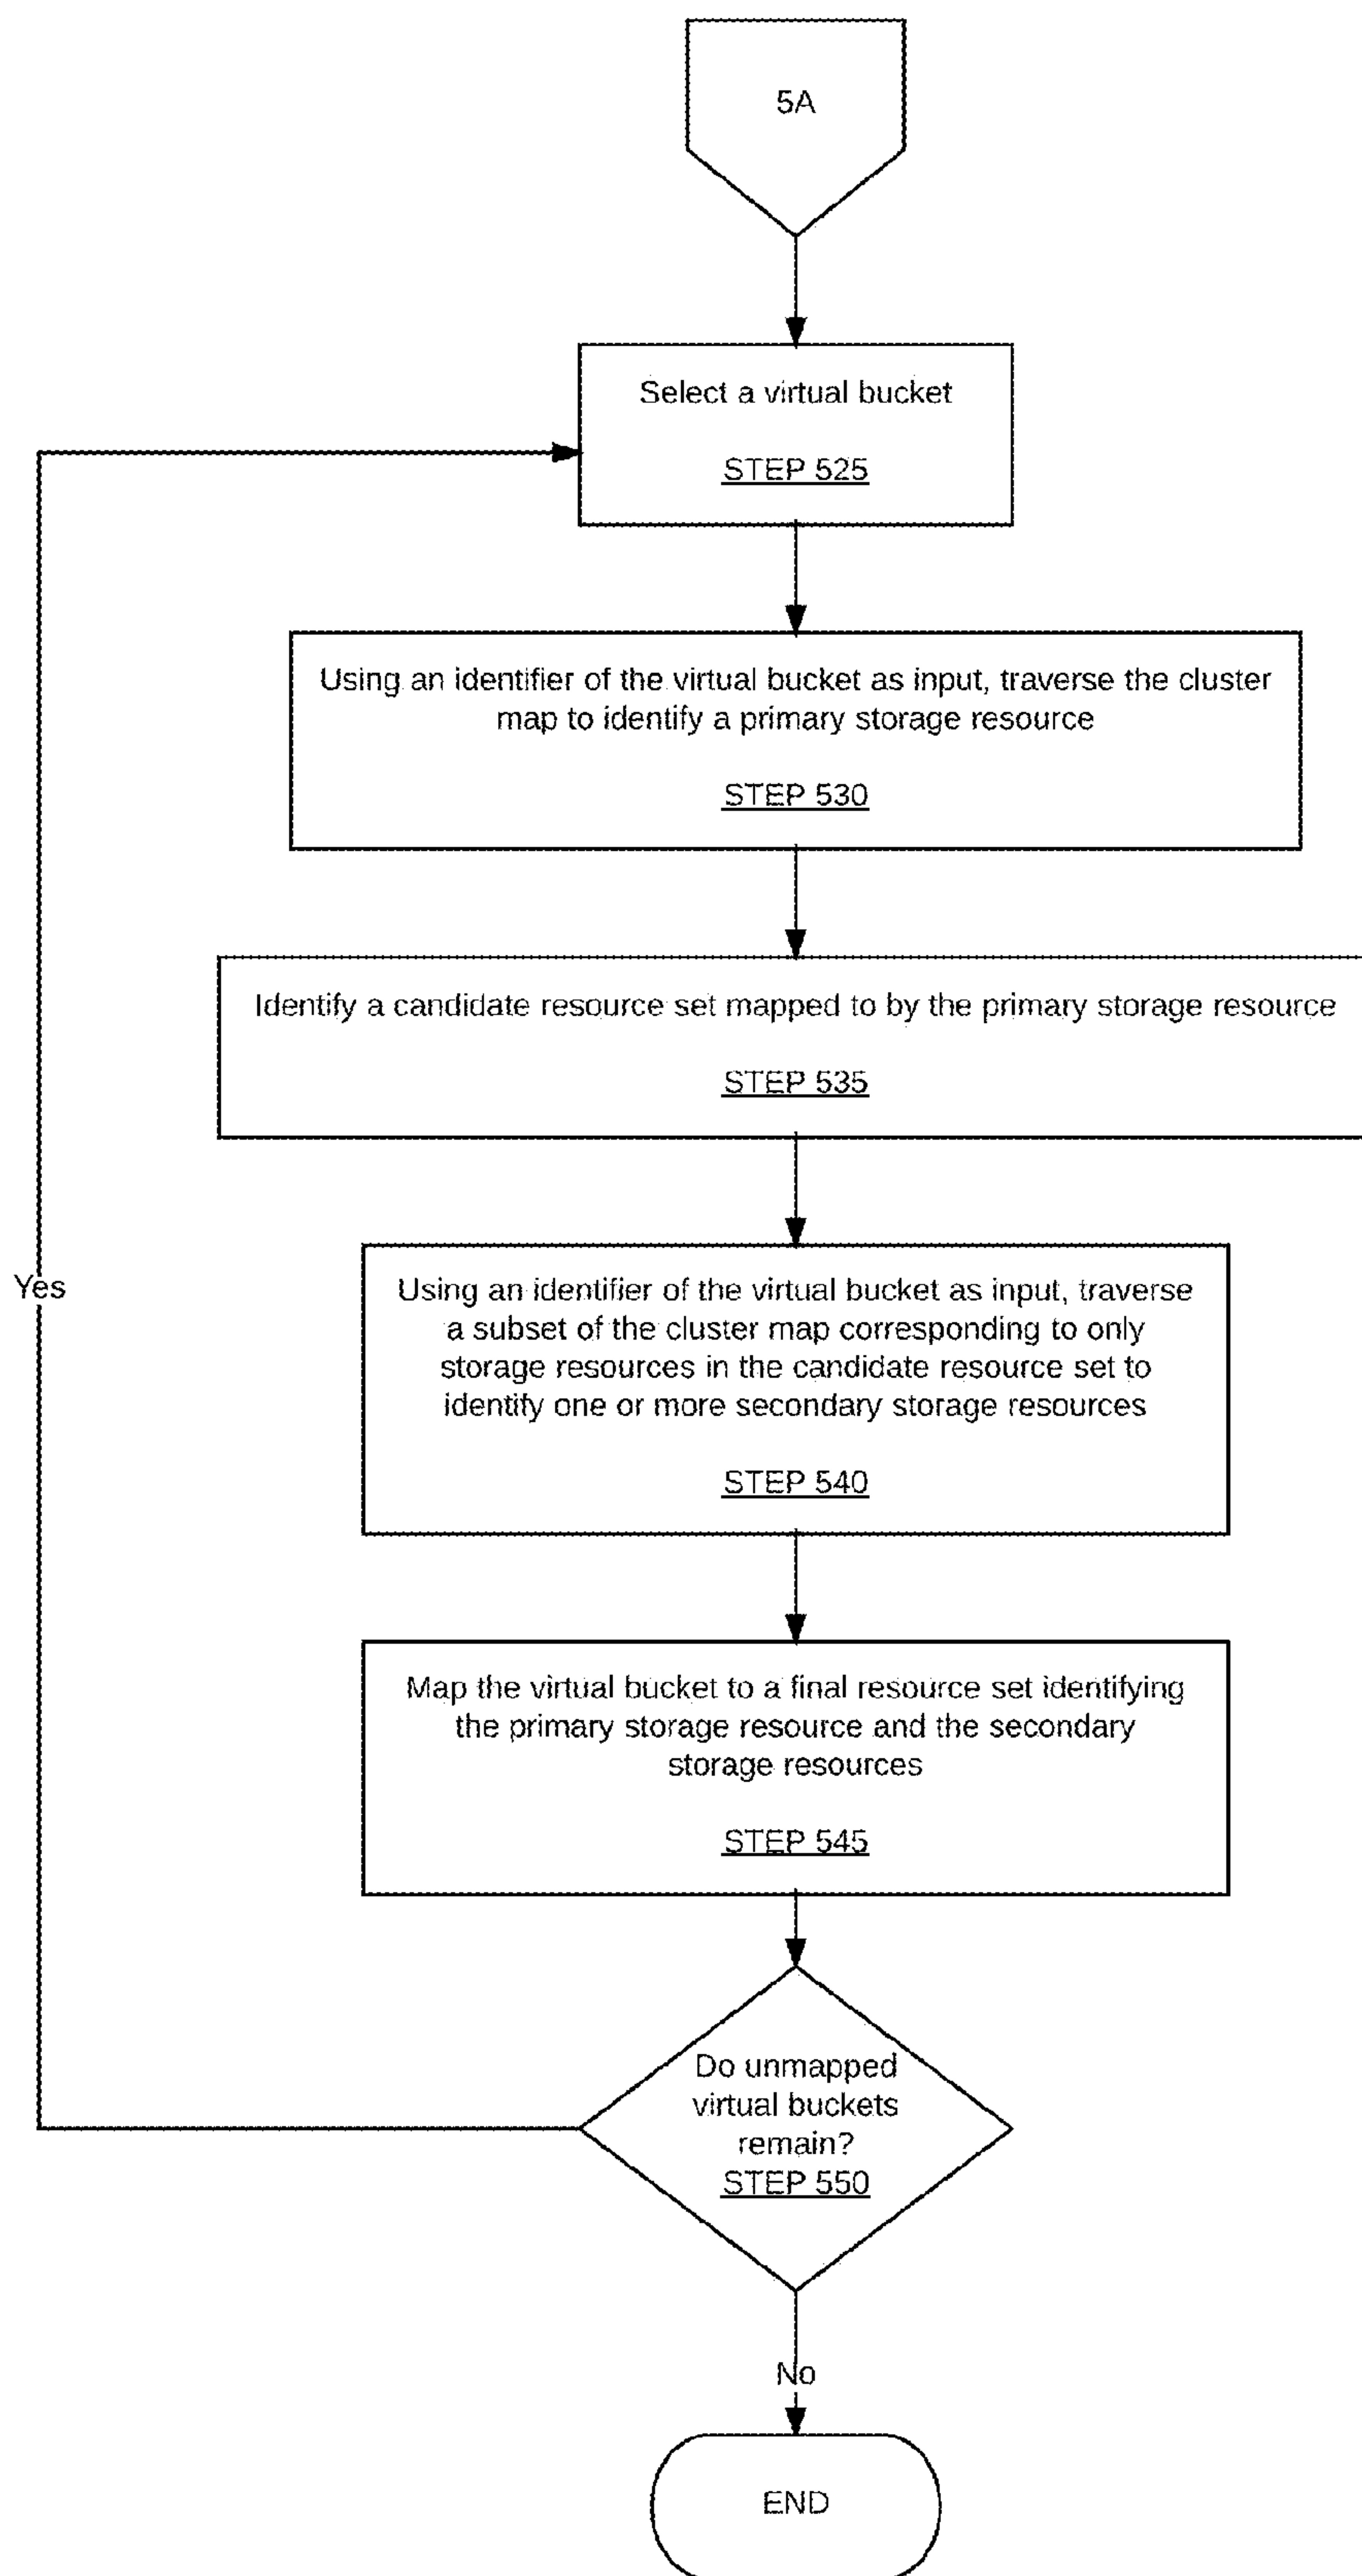 5A
Select a virtual bucket
STEP 525
Using an identifier of the virtual bucket as input, traverse the cluster
map to identify a primary storage resource
STEP 530
Identify a candidate resource set mapped to by the primary storage resource
STEP 535
Yes
Using an identifier of the virtual bucket as input, traverse
a subset of the cluster map corresponding to only
storage resources in the candidate resource set to
identify one or more secondary storage resources
STEP 540
Map the virtual bucket to a final resource set identifying
the primary storage resource and the secondary
storage resources
STEP 545
Do unmapped
virtual buckets
remain?
STEP 550
No
END